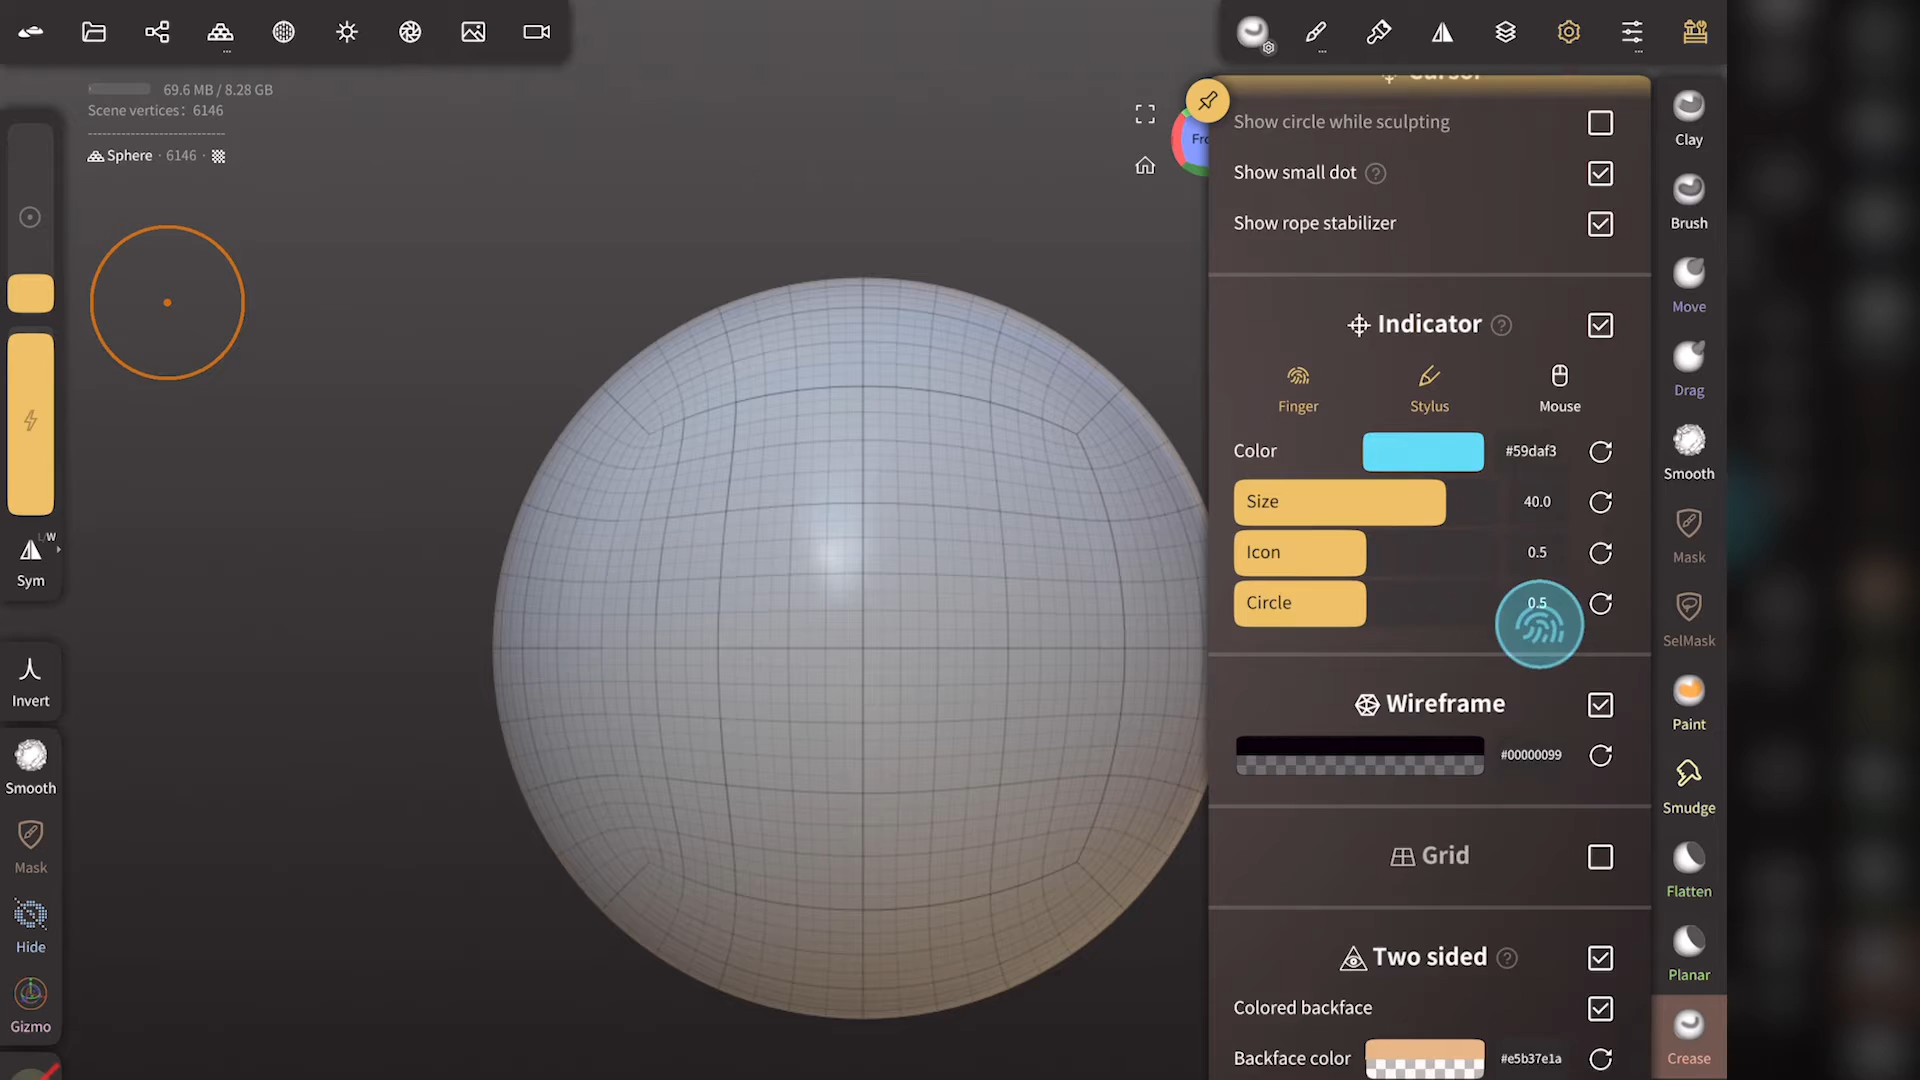 69.6 MB / 8.28 GB
Scene vertices: 6146
Sphere · 6146 ·
L/W
Sym
Invert
Smooth
Mask
Hide
Gizmo
Cursor
Show circle while sculpting
Show small dot ?
Show rope stabilizer
Indicator ?
Finger
Stylus
Mouse
Color #59daf3
Size 40.0
Icon 0.5
Circle 0.5
Wireframe
#00000099
Grid
Two sided ?
Colored backface
Backface color #e5b37e1a
Clay
Brush
Move
Drag
Smooth
Mask
SelMask
Paint
Smudge
Flatten
Planar
Crease